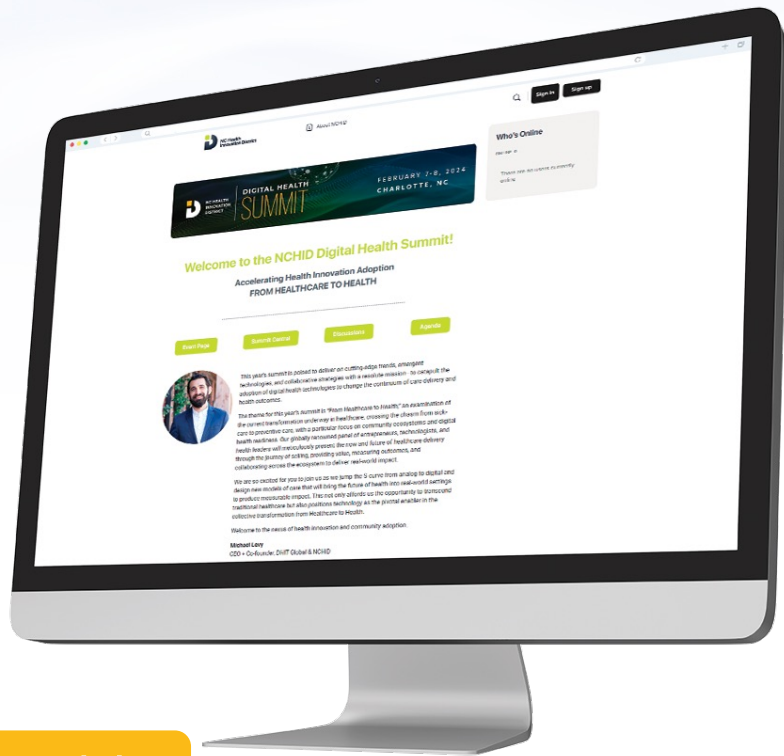 About NCHID
Sign in
Sign up
NC Health
Innovation District
Who's Online
There are no users currently
online
NC HEALTH
INNOVATION
DISTRICT
DIGITAL HEALTH
SUMMIT
FEBRUARY 7-8, 2024
CHARLOTTE, NC
Welcome to the NCHID Digital Health Summit!
Accelerating Health Innovation Adoption
FROM HEALTHCARE TO HEALTH
Event Page
Summit Central
Discussions
Agenda
This year's summit is poised to deliver on cutting-edge trends, emergent
technologies, and collaborative strategies with a resolute mission - to catapult the
adoption of digital health technologies to change the continuum of care delivery and
health outcomes.
The theme for this year's summit is "From Healthcare to Health," an examination of
the current transformation underway in healthcare, crossing the chasm from sick-
care to preventive care, with a particular focus on community ecosystems and digital
health readiness. Our globally renowned panel of entrepreneurs, technologists, and
health leaders will meticulously present the now and future of healthcare delivery
through the journey of selling, providing value, measuring outcomes, and
collaborating across the ecosystem to deliver real-world impact.
We are so excited for you to join us as we jump the S-curve from analog to digital and
design new models of care that will bring the future of health into real-world settings
to produce measurable impact. This not only affords us the opportunity to transcend
traditional healthcare but also positions technology as the pivotal enabler in the
collective transformation from Healthcare to Health.
Welcome to the nexus of health innovation and community adoption.
Michael Levy
CEO + Co-founder, DMT Global & NCHID